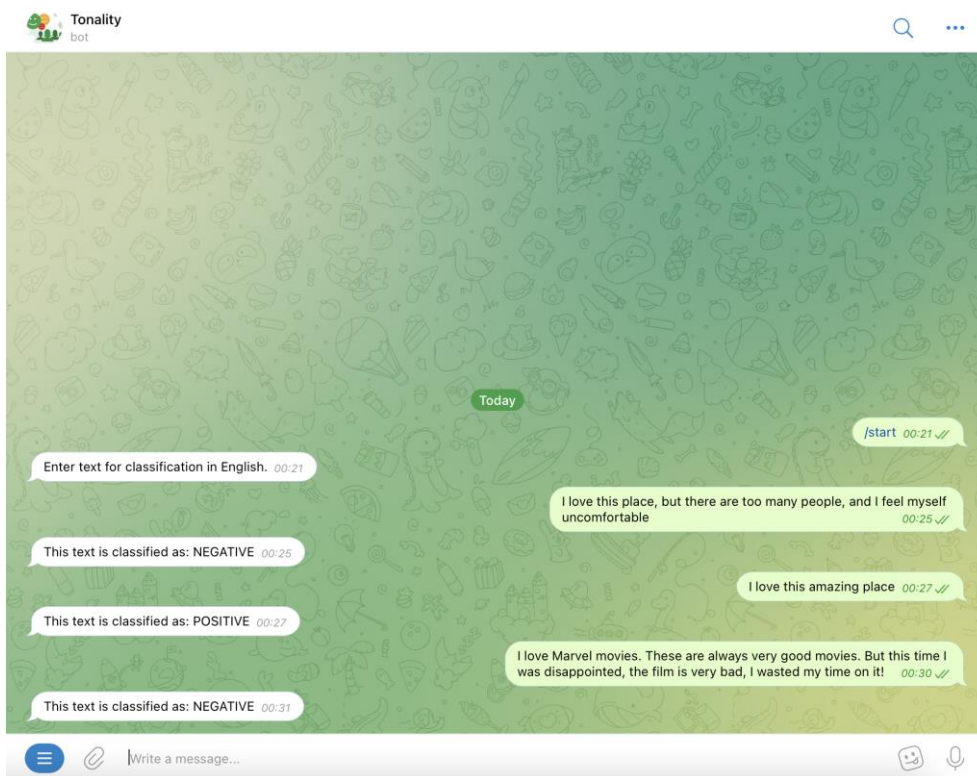 Tonality
bot
Today
/start 00:21
Enter text for classification in English. 00:21
I love this place, but there are too many people, and I feel myself
uncomfortable 00:25
This text is classified as: NEGATIVE 00:25
I love this amazing place 00:27
This text is classified as: POSITIVE 00:27
I love Marvel movies. These are always very good movies. But this time I
was disappointed, the film is very bad, I wasted my time on it! 00:30
This text is classified as: NEGATIVE 00:31
Write a message...